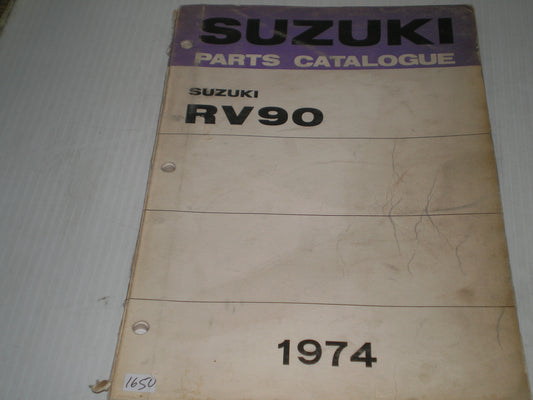 SUZUKI
PARTS CATALOGUE
SUZUKI
RV90
1974
1650